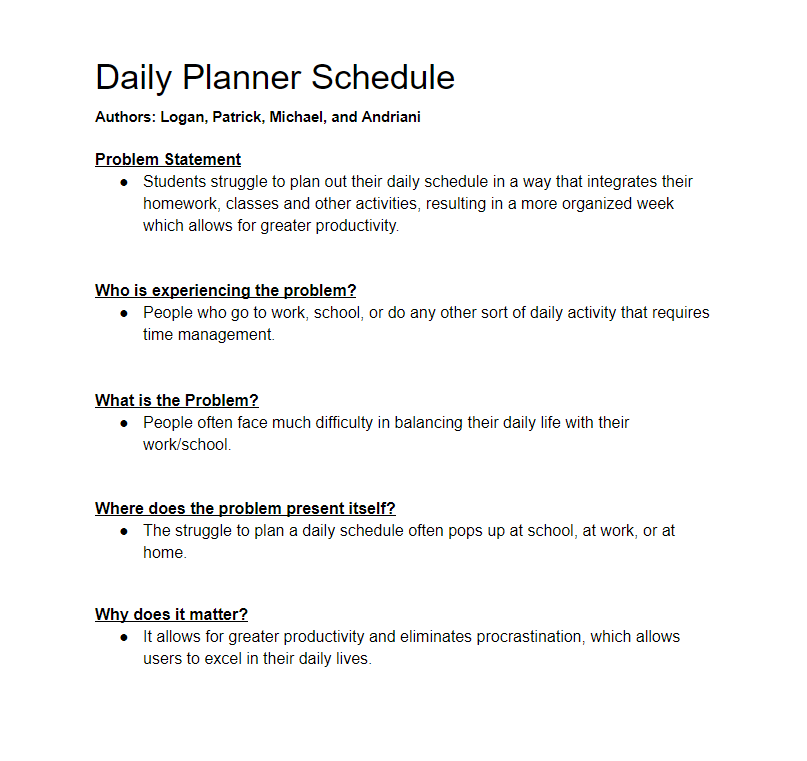 Daily Planner Schedule
Authors: Logan, Patrick, Michael, and Andriani
Problem Statement
● Students struggle to plan out their daily schedule in a way that integrates their
homework, classes and other activities, resulting in a more organized week
which allows for greater productivity.
Who is experiencing the problem?
● People who go to work, school, or do any other sort of daily activity that requires
time management.
What is the Problem?
● People often face much difficulty in balancing their daily life with their
work/school.
Where does the problem present itself?
● The struggle to plan a daily schedule often pops up at school, at work, or at
home.
Why does it matter?
● It allows for greater productivity and eliminates procrastination, which allows
users to excel in their daily lives.